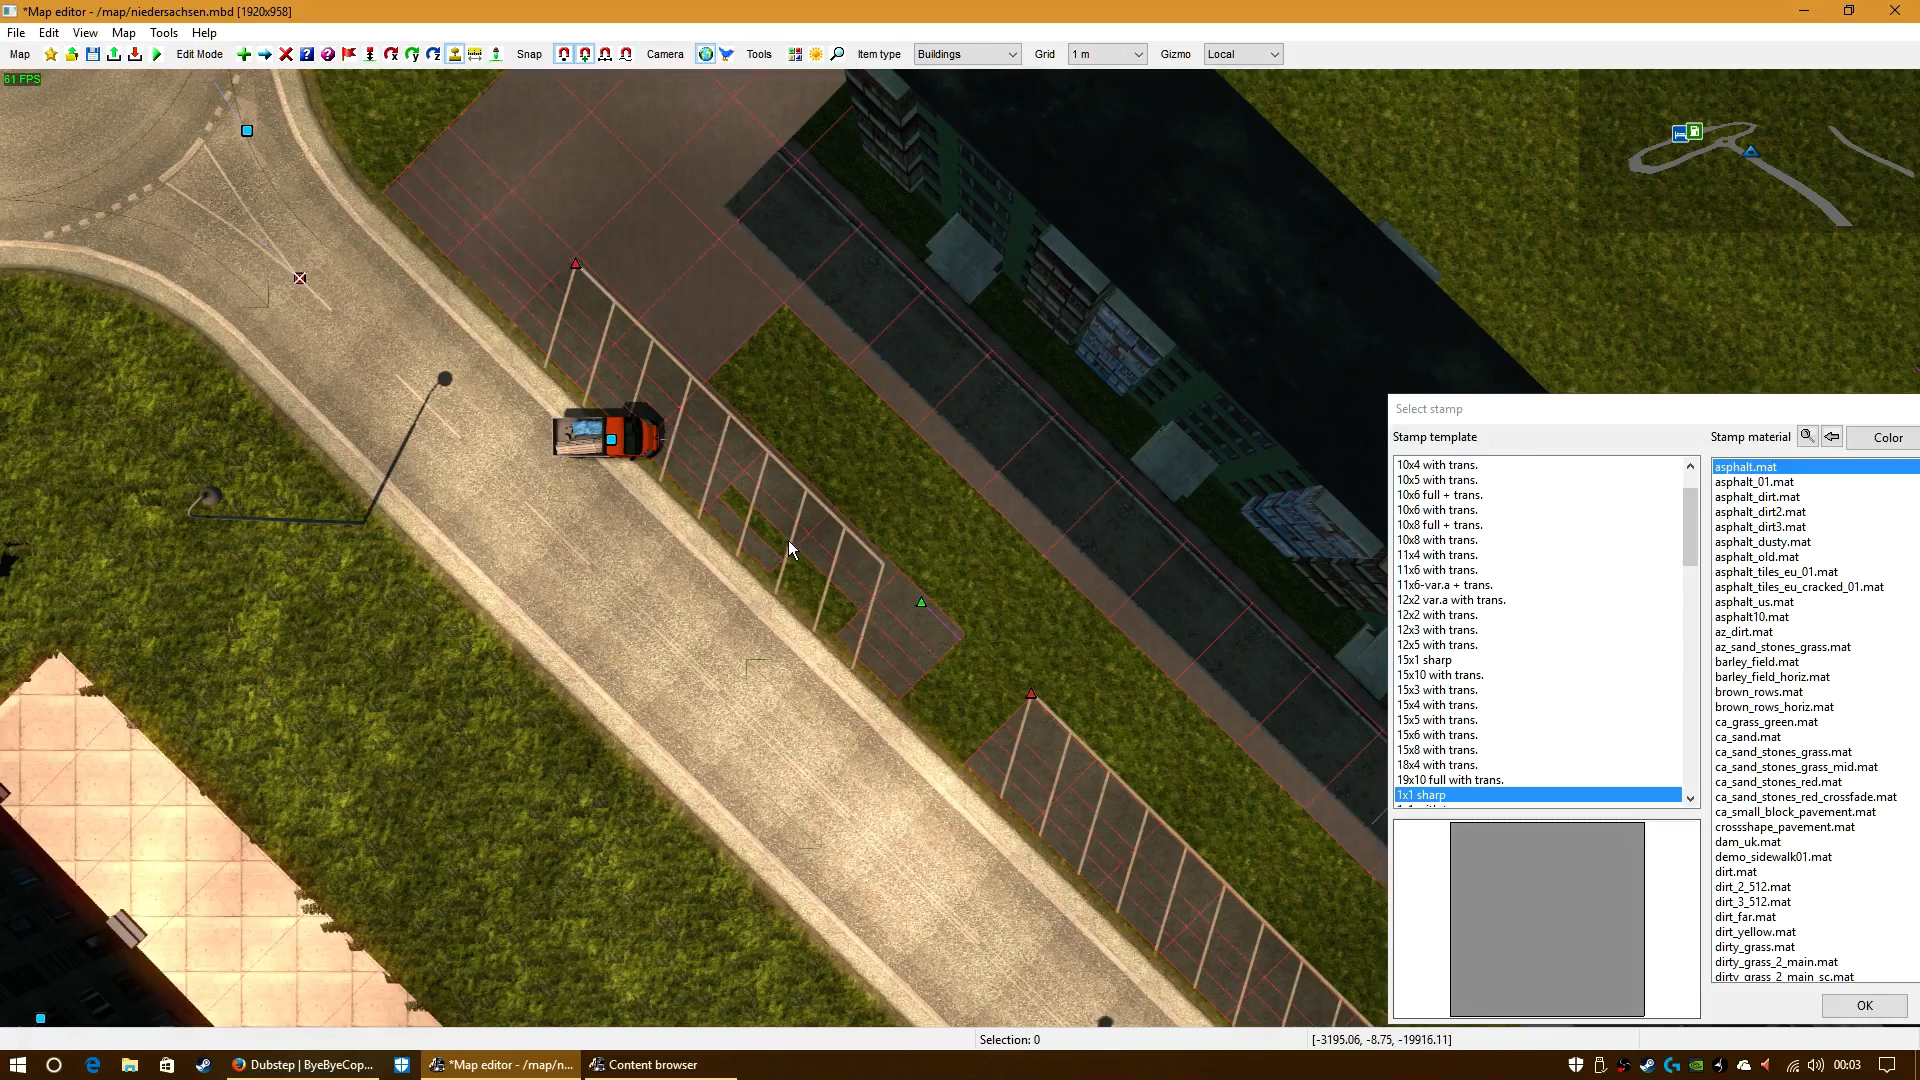 *Map editor - /map/niedersachsen.mbd [1920x958]
File Edit View Map Tools Help
Map Edit Mode Snap Camera Tools Item type Buildings Grid 1 m Gizmo Local
61 FPS
Select stamp
Stamp template
10x4 with trans.
10x5 with trans.
10x6 full + trans.
10x6 with trans.
10x8 full + trans.
10x8 with trans.
11x4 with trans.
11x6 with trans.
11x6-var.a + trans.
12x2 var.a with trans.
12x2 with trans.
12x3 with trans.
12x5 with trans.
15x1 sharp
15x10 with trans.
15x3 with trans.
15x4 with trans.
15x5 with trans.
15x6 with trans.
15x8 with trans.
18x4 with trans.
19x10 full with trans.
1x1 sharp
Stamp material Color
asphalt.mat
asphalt_01.mat
asphalt_dirt.mat
asphalt_dirt2.mat
asphalt_dirt3.mat
asphalt_dusty.mat
asphalt_old.mat
asphalt_tiles_eu_01.mat
asphalt_tiles_eu_cracked_01.mat
asphalt_us.mat
asphalt10.mat
az_dirt.mat
az_sand_stones_grass.mat
barley_field.mat
barley_field_horiz.mat
brown_rows.mat
brown_rows_horiz.mat
ca_grass_green.mat
ca_sand.mat
ca_sand_stones_grass.mat
ca_sand_stones_grass_mid.mat
ca_sand_stones_red.mat
ca_sand_stones_red_crossfade.mat
ca_small_block_pavement.mat
crossshape_pavement.mat
dam_uk.mat
demo_sidewalk01.mat
dirt.mat
dirt_2_512.mat
dirt_3_512.mat
dirt_far.mat
dirt_yellow.mat
dirty_grass.mat
dirty_grass_2_main.mat
dirty_grass_2_main_sc.mat
OK
Selection: 0 [-3195.06, -8.75, -19916.11]
Dubstep | ByeByeCop... *Map editor - /map/n... Content browser 00:03